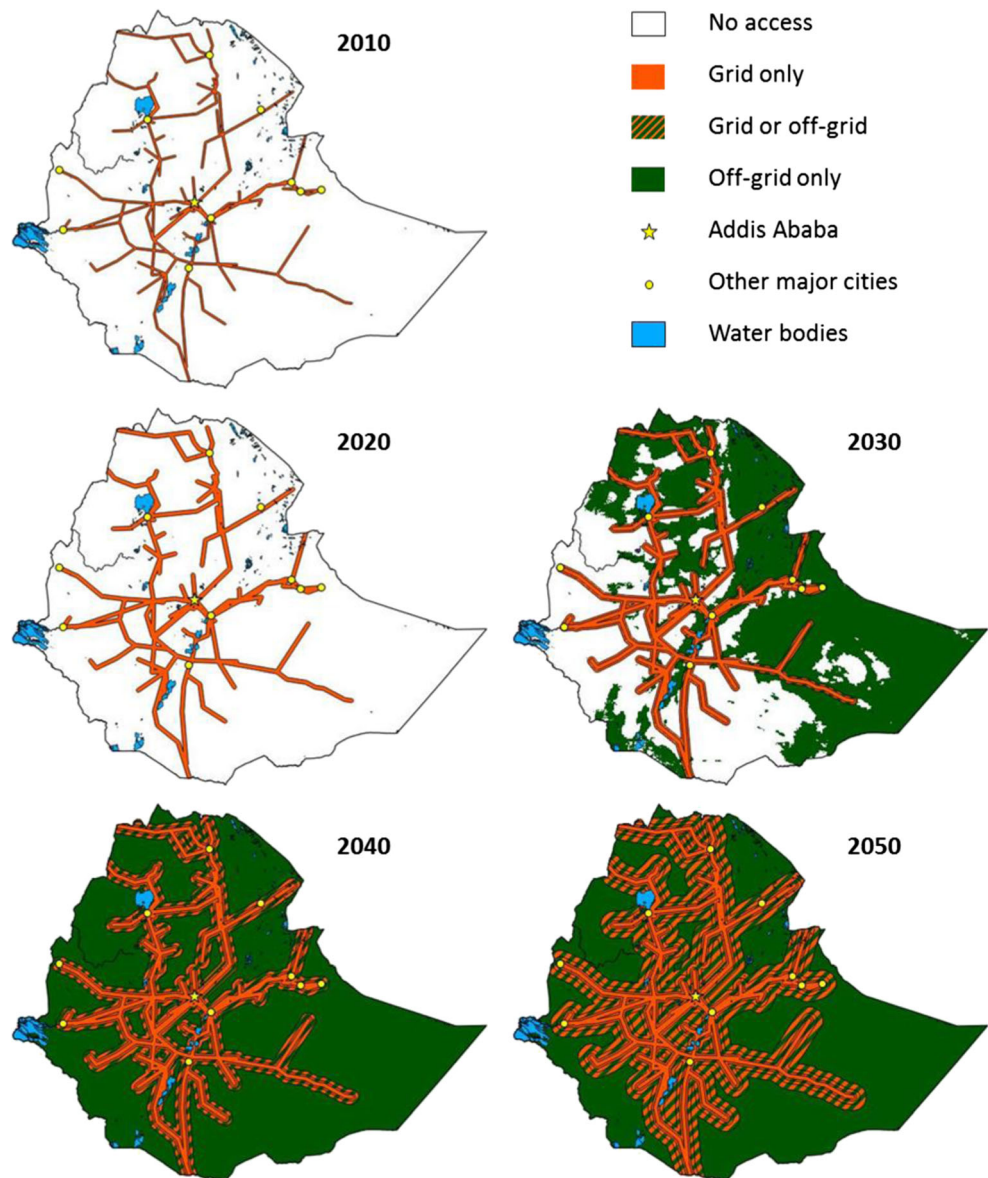 2010
No access
Grid only
Grid or off-grid
Off-grid only
Addis Ababa
Other major cities
Water bodies
2020
2030
2040
2050